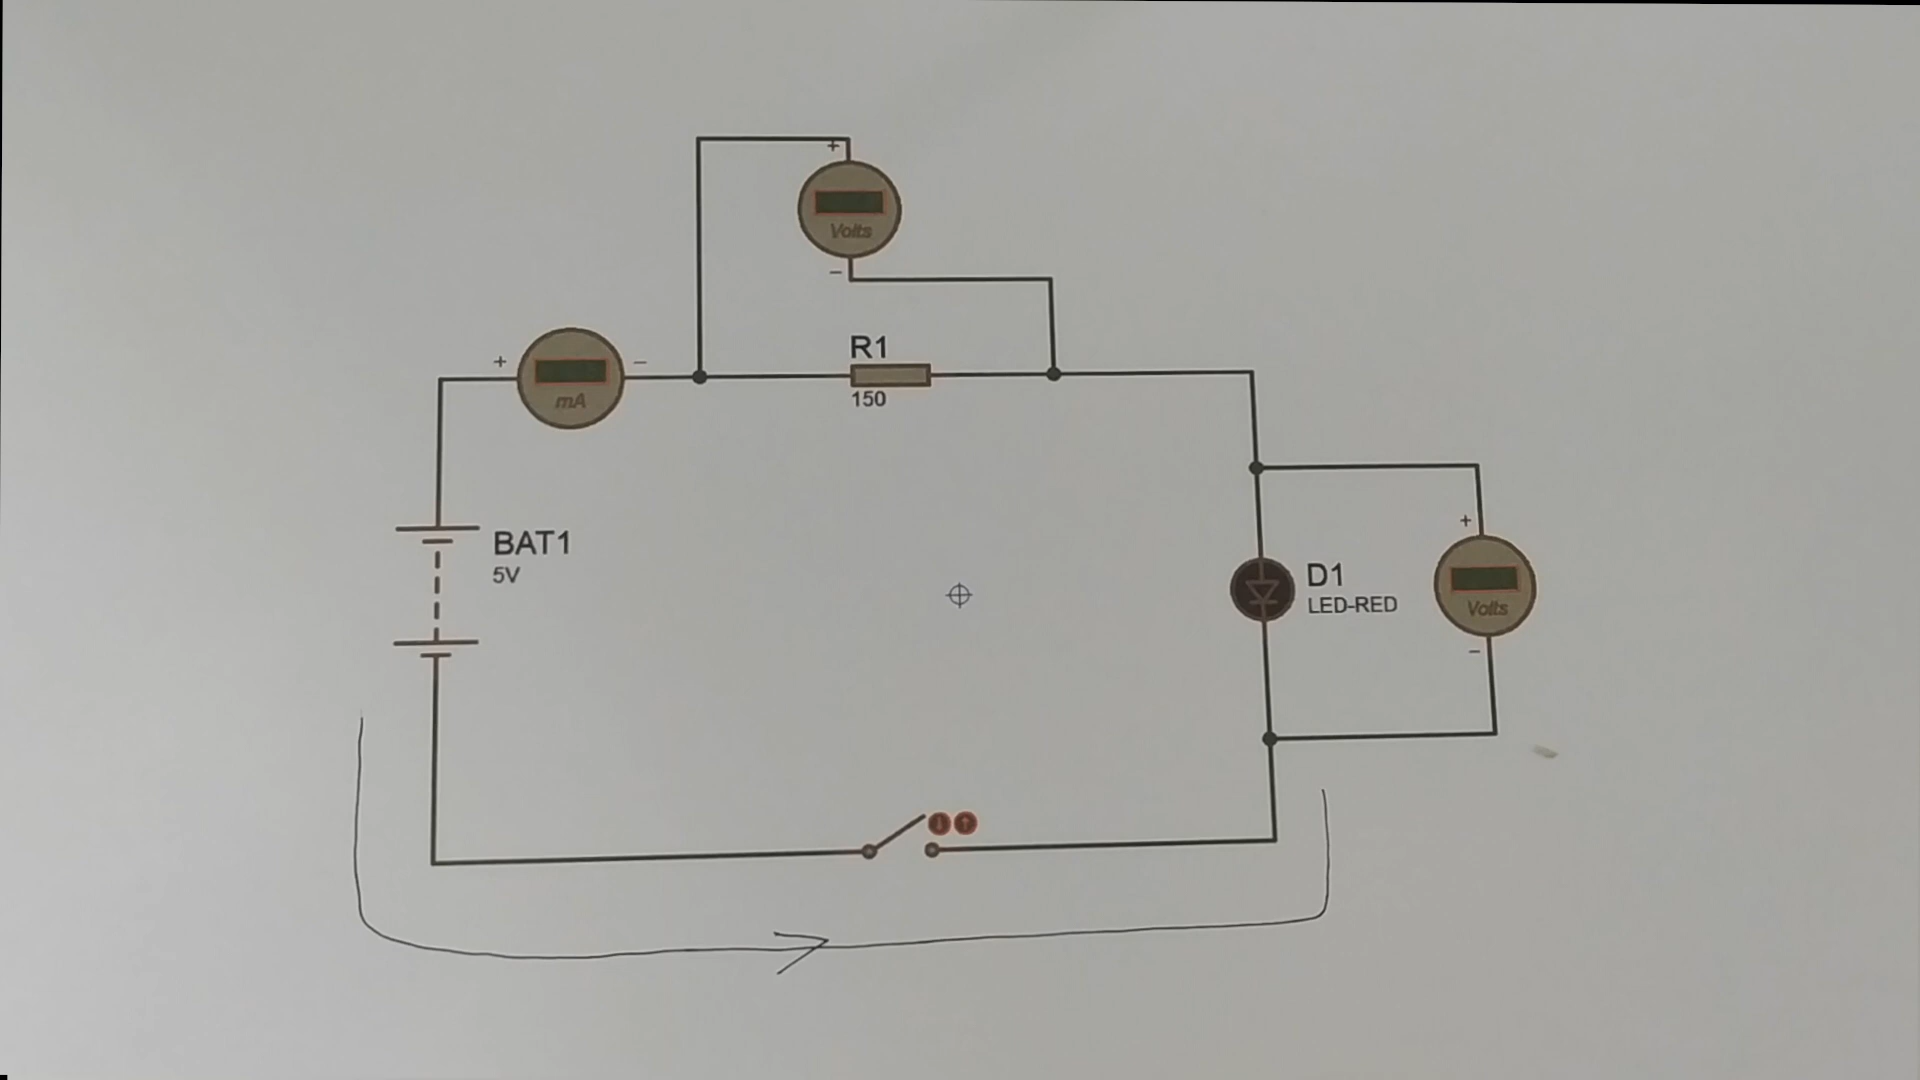 +
Volts
−
R1
150
+ −
mA
BAT1
5V
+
D1
LED-RED
Volts
−